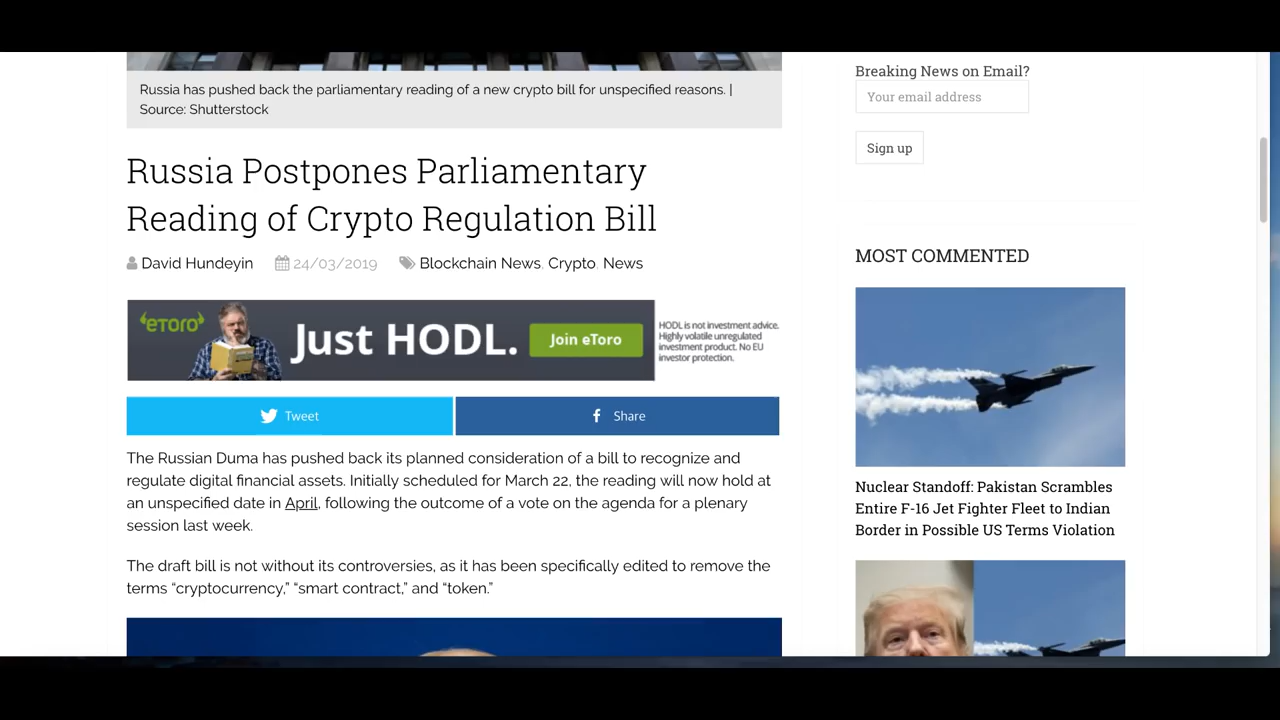 Russia has pushed back the parliamentary reading of a new crypto bill for unspecified reasons. |
Source: Shutterstock
Russia Postpones Parliamentary
Reading of Crypto Regulation Bill
David Hundeyin 24/03/2019 Blockchain News, Crypto, News
eToro
Just HODL.
Join eToro
HODL is not investment advice.
Highly volatile unregulated
investment product. No EU
investor protection.
Tweet
Share
The Russian Duma has pushed back its planned consideration of a bill to recognize and
regulate digital financial assets. Initially scheduled for March 22, the reading will now hold at
an unspecified date in April, following the outcome of a vote on the agenda for a plenary
session last week.
The draft bill is not without its controversies, as it has been specifically edited to remove the
terms “cryptocurrency,” “smart contract,” and “token.”
Breaking News on Email?
Your email address
Sign up
MOST COMMENTED
Nuclear Standoff: Pakistan Scrambles
Entire F-16 Jet Fighter Fleet to Indian
Border in Possible US Terms Violation